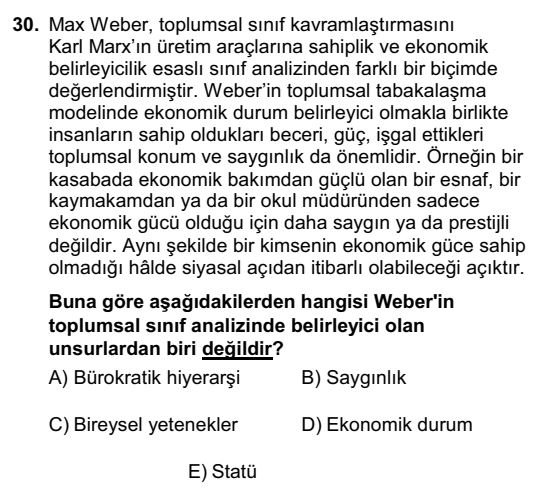 30. Max Weber, toplumsal sınıf kavramlaştırmasını
Karl Marx'ın üretim araçlarına sahiplik ve ekonomik
belirleyicilik esaslı sınıf analizinden farklı bir biçimde
değerlendirmiştir. Weber'in toplumsal tabakalaşma
modelinde ekonomik durum belirleyici olmakla birlikte
insanların sahip oldukları beceri, güç, işgal ettikleri
toplumsal konum ve saygınlık da önemlidir. Örneğin bir
kasabada ekonomik bakımdan güçlü olan bir esnaf, bir
kaymakamdan ya da bir okul müdüründen sadece
ekonomik gücü olduğu için daha saygın ya da prestijli
değildir. Aynı şekilde bir kimsenin ekonomik güce sahip
olmadığı hâlde siyasal açıdan itibarlı olabileceği açıktır.
Buna göre aşağıdakilerden hangisi Weber'in
toplumsal sınıf analizinde belirleyici olan
unsurlardan biri değildir?
A) Bürokratik hiyerarşi B) Saygınlık
C) Bireysel yetenekler D) Ekonomik durum
E) Statü